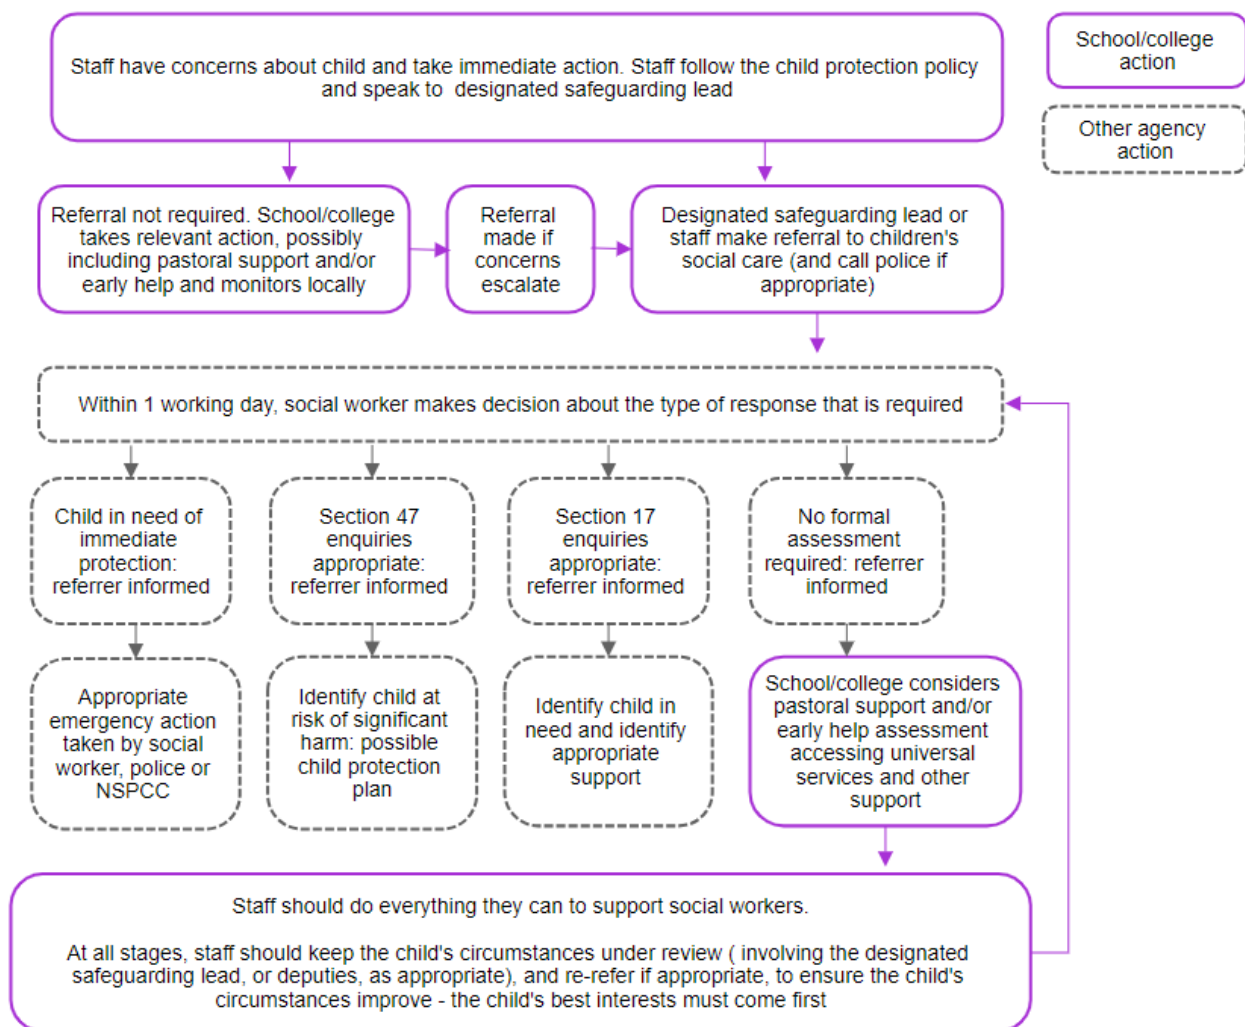 Staff have concerns about child and take immediate action. Staff follow the child protection policy
and speak to designated safeguarding lead
School/college
action
Other agency
action
Referral not required. School/college
takes relevant action, possibly
including pastoral support and/or
early help and monitors locally
Referral
made if
concerns
escalate
Designated safeguarding lead or
staff make referral to children's
social care (and call police if
appropriate)
Within 1 working day, social worker makes decision about the type of response that is required
Child in need of
immediate
protection:
referrer informed
Section 47
enquiries
appropriate:
referrer informed
Section 17
enquiries
appropriate:
referrer informed
No formal
assessment
required: referrer
informed
Appropriate
emergency action
taken by social
worker, police or
NSPCC
Identify child at
risk of significant
harm: possible
child protection
plan
Identify child in
need and identify
appropriate
support
School/college considers
pastoral support and/or
early help assessment
accessing universal
services and other
support
Staff should do everything they can to support social workers.
At all stages, staff should keep the child's circumstances under review ( involving the designated
safeguarding lead, or deputies, as appropriate), and re-refer if appropriate, to ensure the child's
circumstances improve - the child's best interests must come first